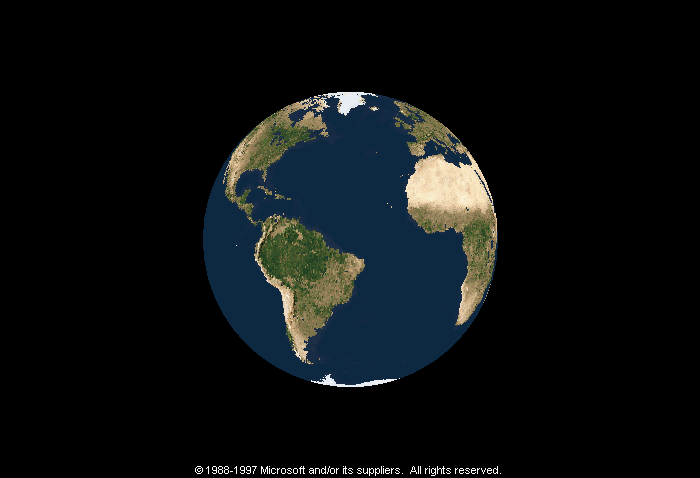 ©1988-1997 Microsoft and/or its suppliers.  All rights reserved.